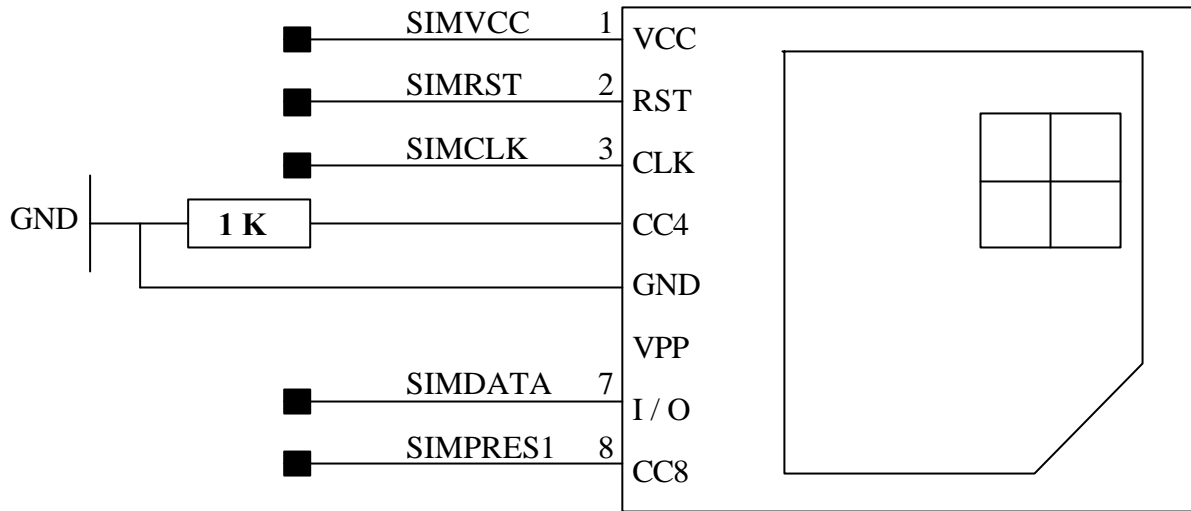 SIMVCC 1 VCC
SIMRST 2 RST
SIMCLK 3 CLK
GND 1 K CC4
GND
VPP
SIMDATA 7 I / O
SIMPRES1 8 CC8